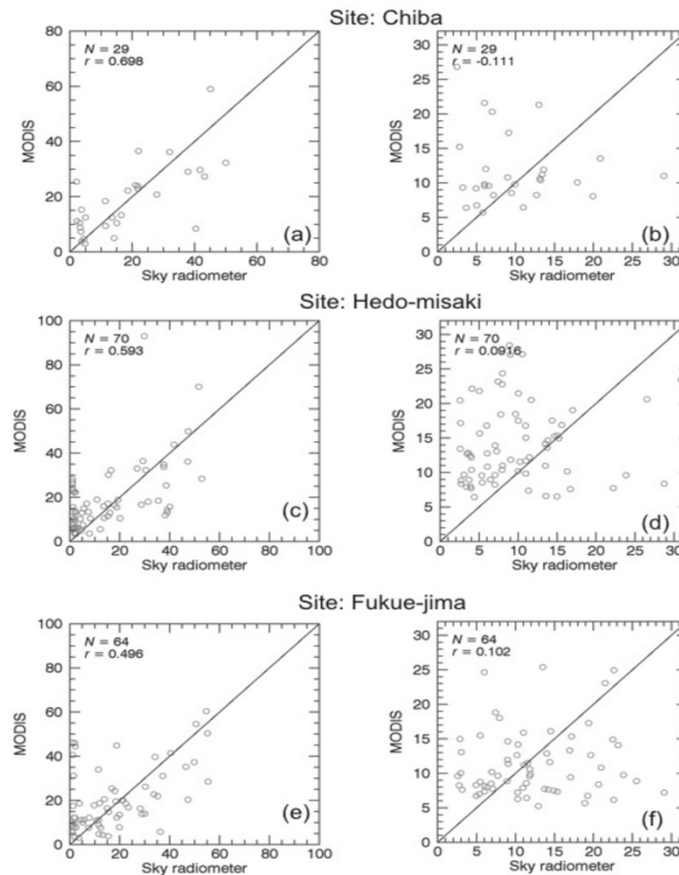 Site: Chiba
N = 29
r = 0.698
MODIS
80
60
40
20
0
0 20 40 60 80
Sky radiometer
(a)
N = 29
r = -0.111
MODIS
30
25
20
15
10
5
0
0 5 10 15 20 25 30
Sky radiometer
(b)
Site: Hedo-misaki
N = 70
r = 0.593
MODIS
100
80
60
40
20
0
0 20 40 60 80 100
Sky radiometer
(c)
N = 70
r = 0.0916
MODIS
30
25
20
15
10
5
0
0 5 10 15 20 25 30
Sky radiometer
(d)
Site: Fukue-jima
N = 64
r = 0.496
MODIS
100
80
60
40
20
0
0 20 40 60 80 100
Sky radiometer
(e)
N = 64
r = 0.102
MODIS
30
25
20
15
10
5
0
0 5 10 15 20 25 30
Sky radiometer
(f)